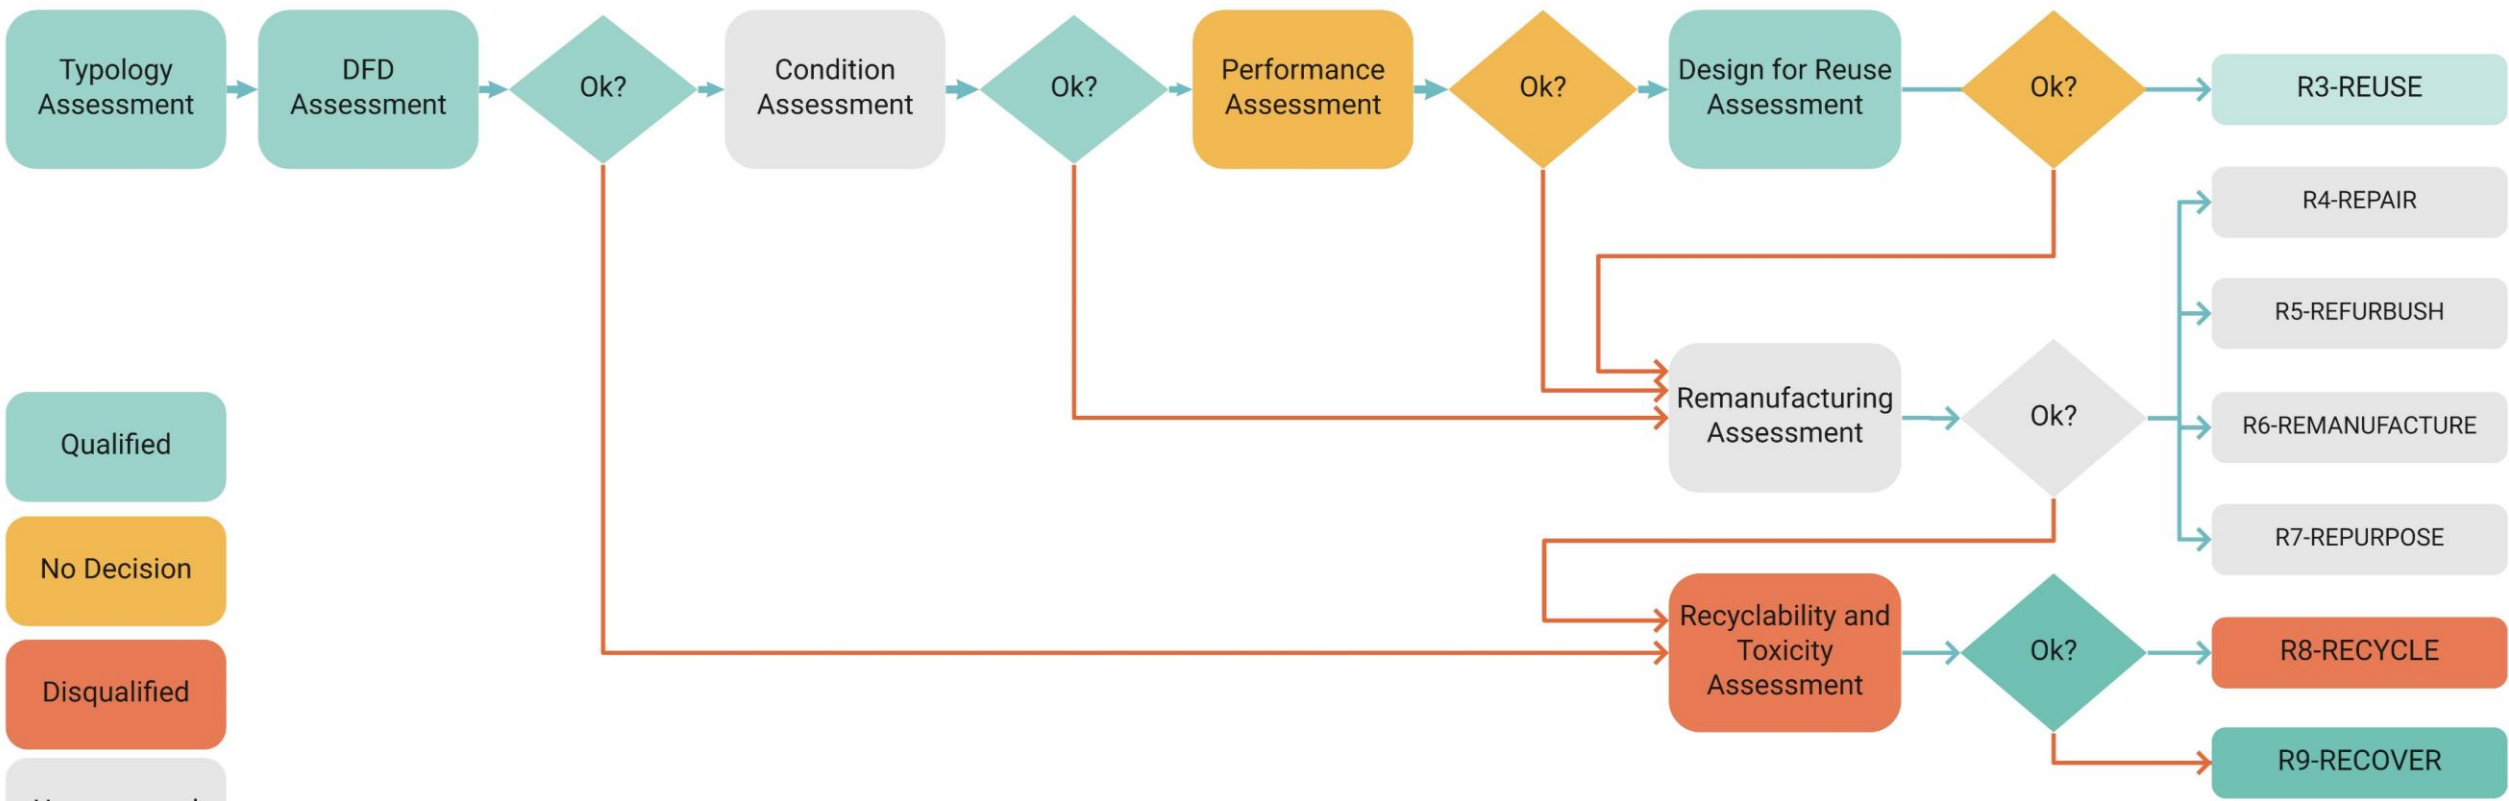 Typology
Assessment
DFD
Assessment
Ok?
Condition
Assessment
Ok?
Performance
Assessment
Ok?
Design for Reuse
Assessment
Ok?
R3-REUSE
R4-REPAIR
R5-REFURBUSH
Remanufacturing
Assessment
Ok?
R6-REMANUFACTURE
R7-REPURPOSE
Qualified
No Decision
Disqualified
Recyclability and
Toxicity
Assessment
Ok?
R8-RECYCLE
R9-RECOVER